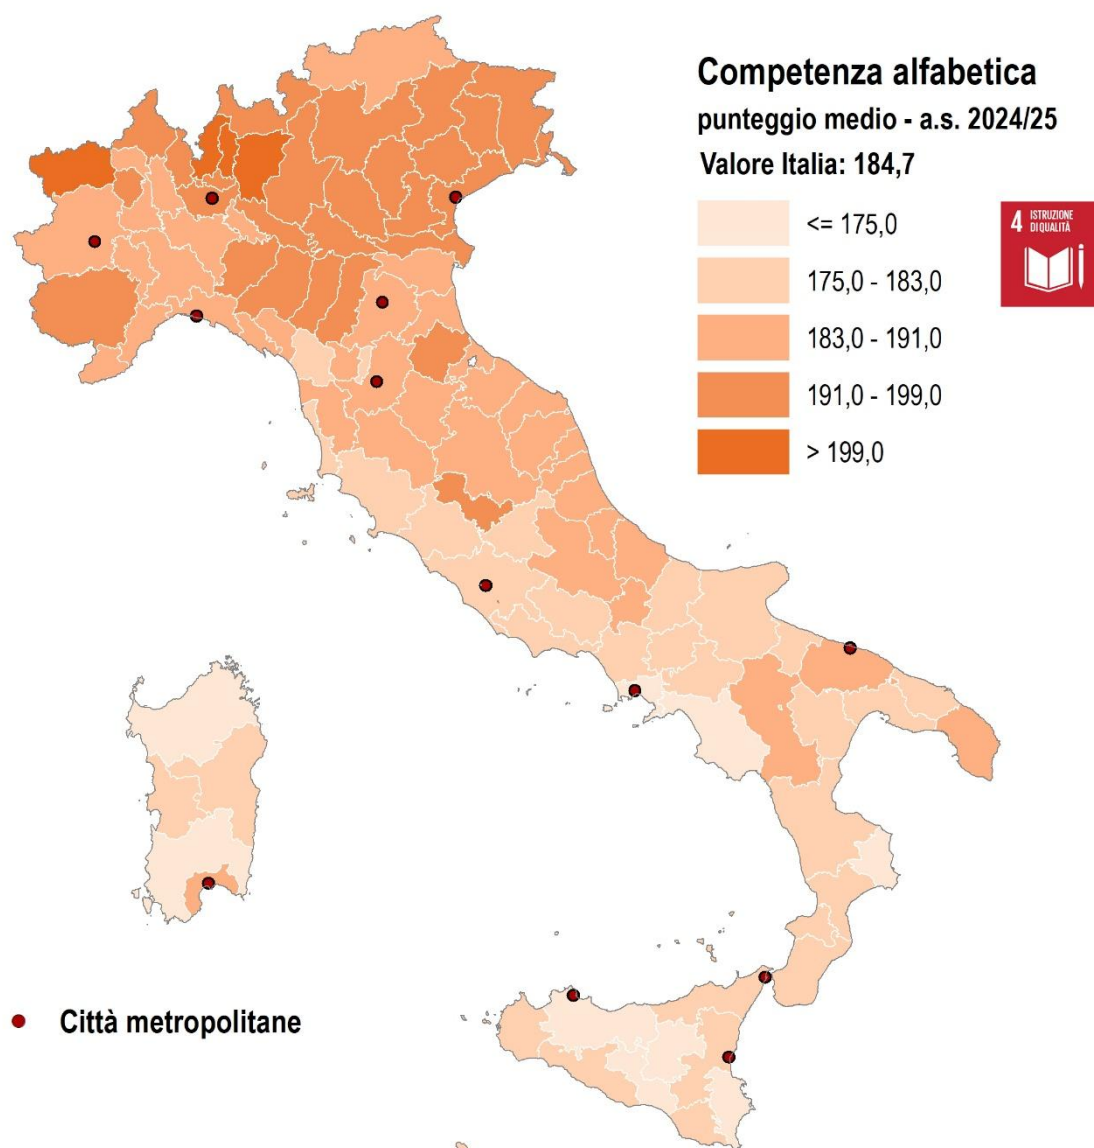 Competenza alfabetica
punteggio medio - a.s. 2024/25
Valore Italia: 184,7
<= 175,0
175,0 - 183,0
183,0 - 191,0
191,0 - 199,0
> 199,0
4 ISTRUZIONE
DI QUALITÀ
Città metropolitane